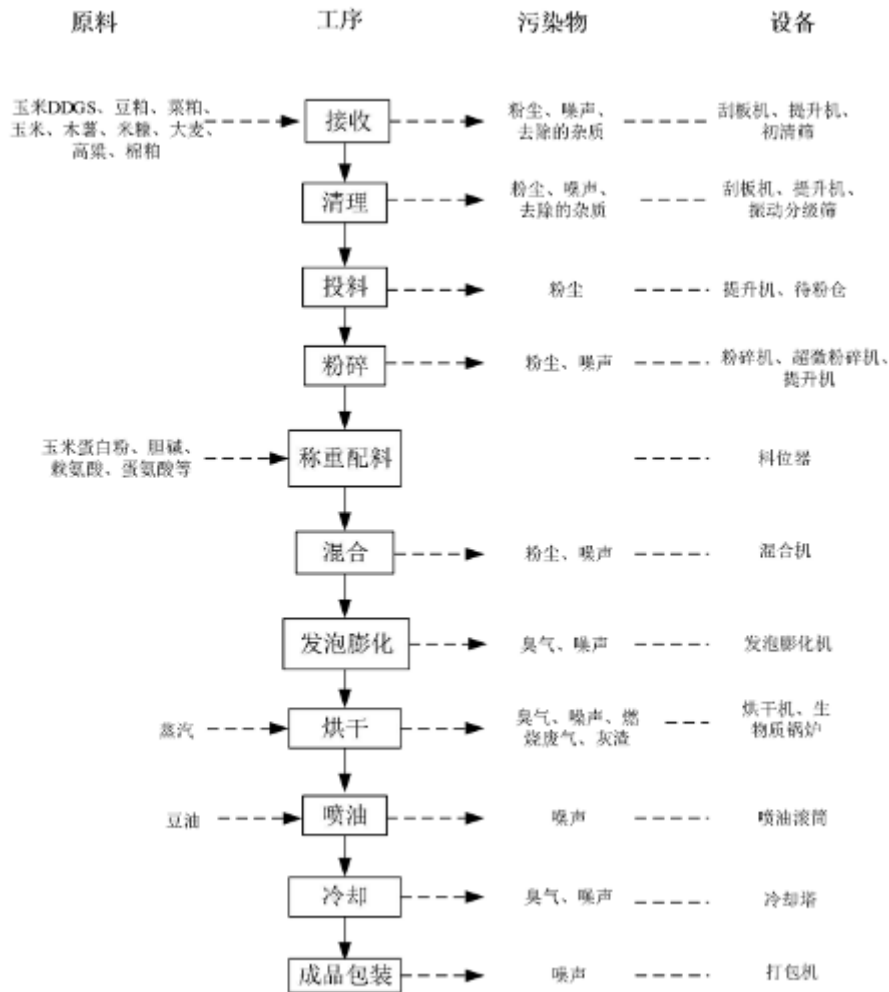 原料 工序 污染物 设备
玉米DDGS、豆粕、菜粕、
玉米、木薯、米糠、大麦、
高粱、棉粕
接收
粉尘、噪声、
去除的杂质
刮板机、提升机、
初清筛
清理
粉尘、噪声、
去除的杂质
刮板机、提升机、
振动分级筛
投料
粉尘
提升机、待粉仓
粉碎
粉尘、噪声
粉碎机、超微粉碎机、
提升机
玉米蛋白粉、胆碱、
赖氨酸、蛋氨酸等
称重配料
料位器
混合
粉尘、噪声
混合机
发泡膨化
臭气、噪声
发泡膨化机
蒸汽
烘干
臭气、噪声、燃
烧废气、灰渣
烘干机、生
物质锅炉
豆油
喷油
噪声
喷油滚筒
冷却
臭气、噪声
冷却塔
成品包装
噪声
打包机